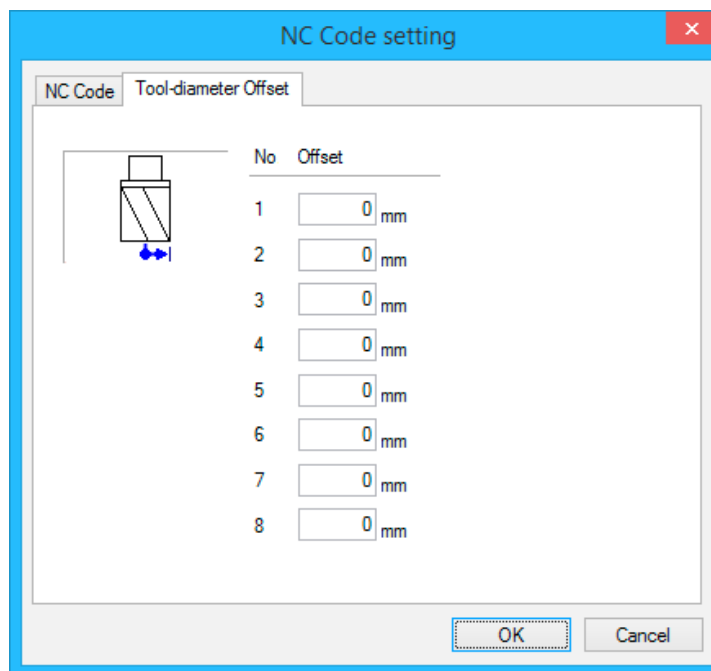 NC Code setting
NC Code Tool-diameter Offset
No Offset
1 0 mm
2 0 mm
3 0 mm
4 0 mm
5 0 mm
6 0 mm
7 0 mm
8 0 mm
OK Cancel